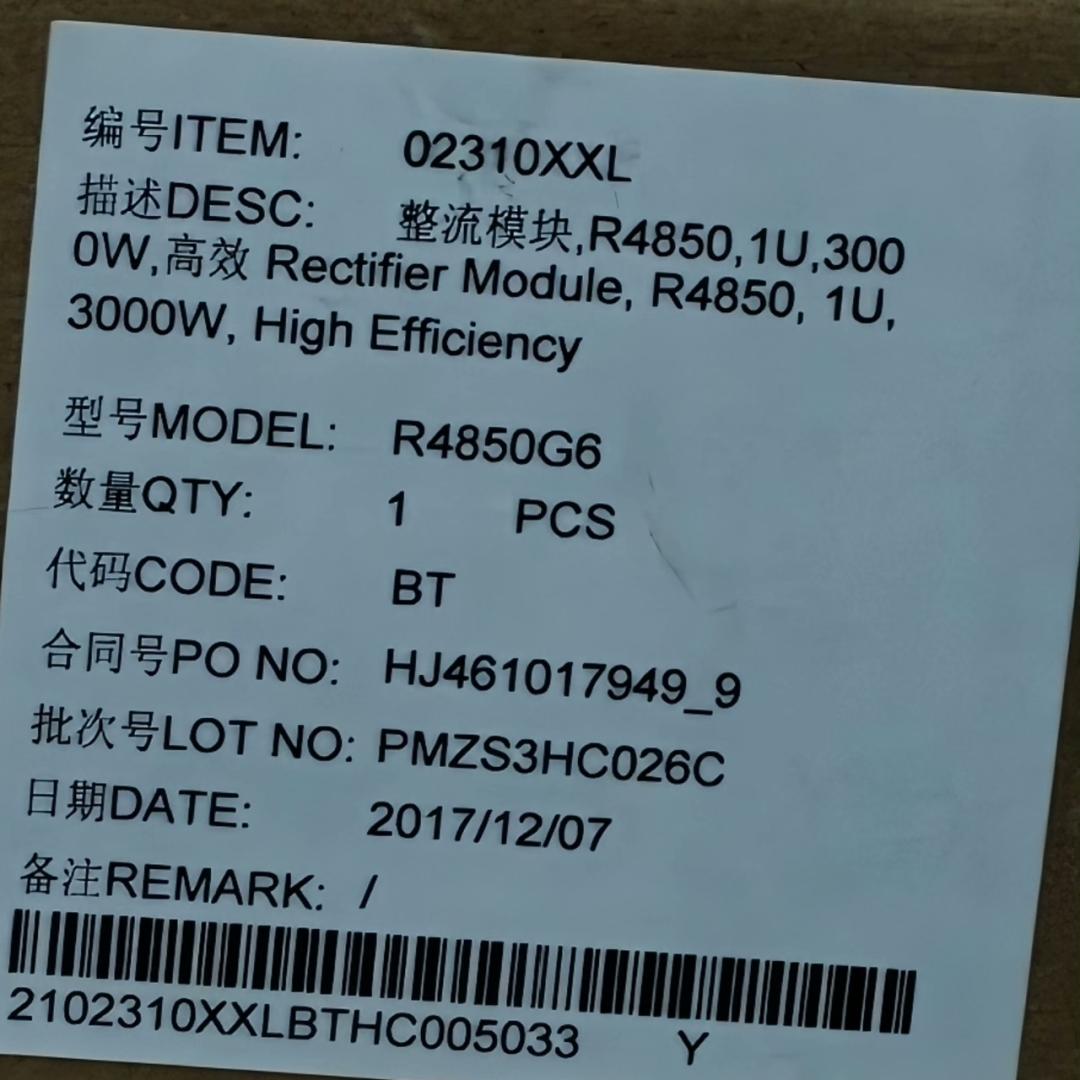 编号ITEM: 02310XXL
描述DESC: 整流模块,R4850,1U,300
0W,高效 Rectifier Module, R4850, 1U,
3000W, High Efficiency
型号MODEL: R4850G6
数量QTY: 1 PCS
代码CODE: BT
合同号PO NO: HJ461017949_9
批次号LOT NO: PMZS3HC026C
日期DATE: 2017/12/07
备注REMARK: /
2102310XXLBTHC005033 Y